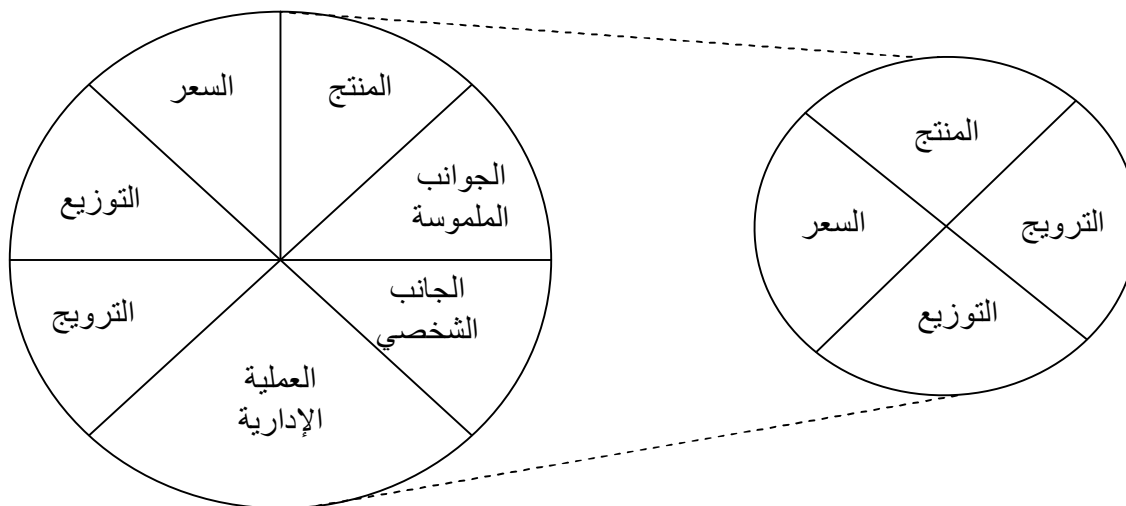 المنتج
السعر
الجوانب
الملموسة
التوزيع
الجانب
الشخصي
الترويج
العملية
الإدارية
المنتج
الترويج
السعر
التوزيع